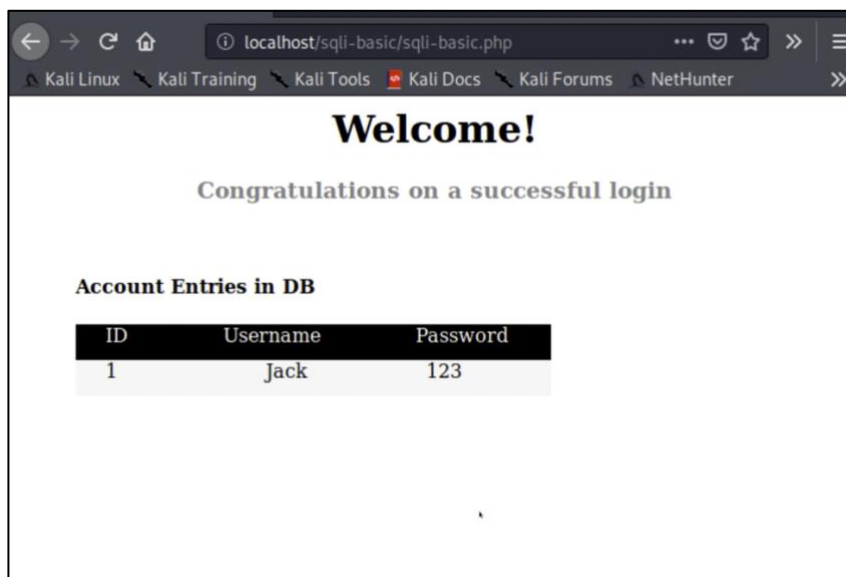 localhost/sqli-basic/sqli-basic.php
Kali Linux Kali Training Kali Tools Kali Docs Kali Forums NetHunter
Welcome!
Congratulations on a successful login
Account Entries in DB
ID Username Password
1 Jack 123